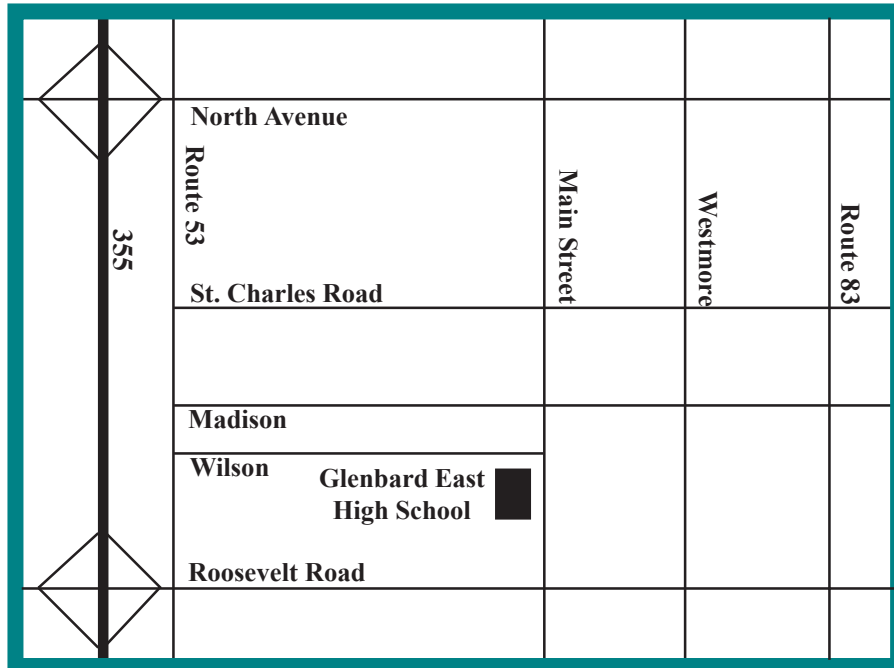 North Avenue
Route 53
355
Main Street
Westmore
Route 83
St. Charles Road
Madison
Wilson
Glenbard East
High School
Roosevelt Road